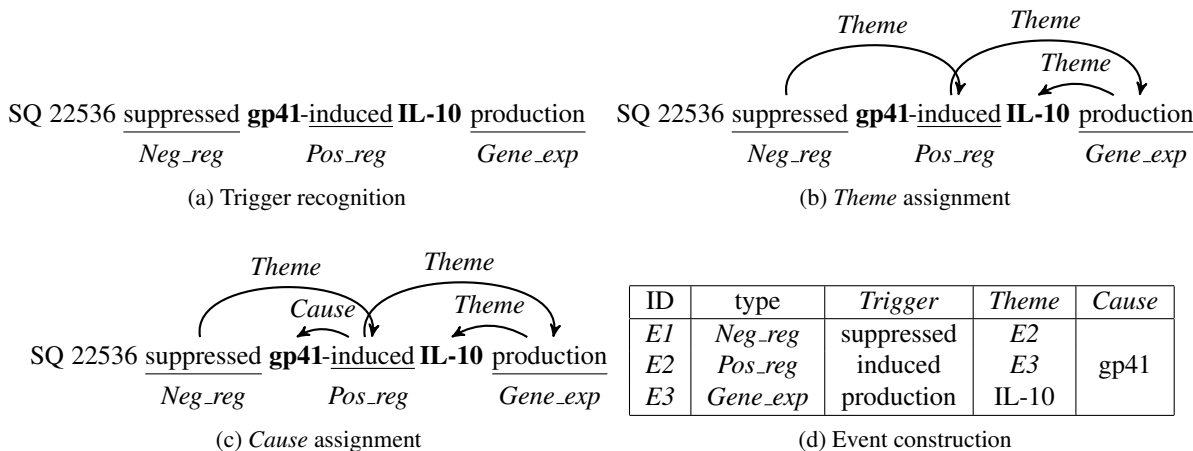 Theme
Theme
Theme
SQ 22536 suppressed gp41-induced IL-10 production
Neg_reg Pos_reg Gene_exp
(a) Trigger recognition
SQ 22536 suppressed gp41-induced IL-10 production
Neg_reg Pos_reg Gene_exp
(b) Theme assignment
Theme
Theme
Cause
Theme
SQ 22536 suppressed gp41-induced IL-10 production
Neg_reg Pos_reg Gene_exp
(c) Cause assignment
ID type Trigger Theme Cause
E1 Neg_reg suppressed E2
E2 Pos_reg induced E3 gp41
E3 Gene_exp production IL-10
(d) Event construction